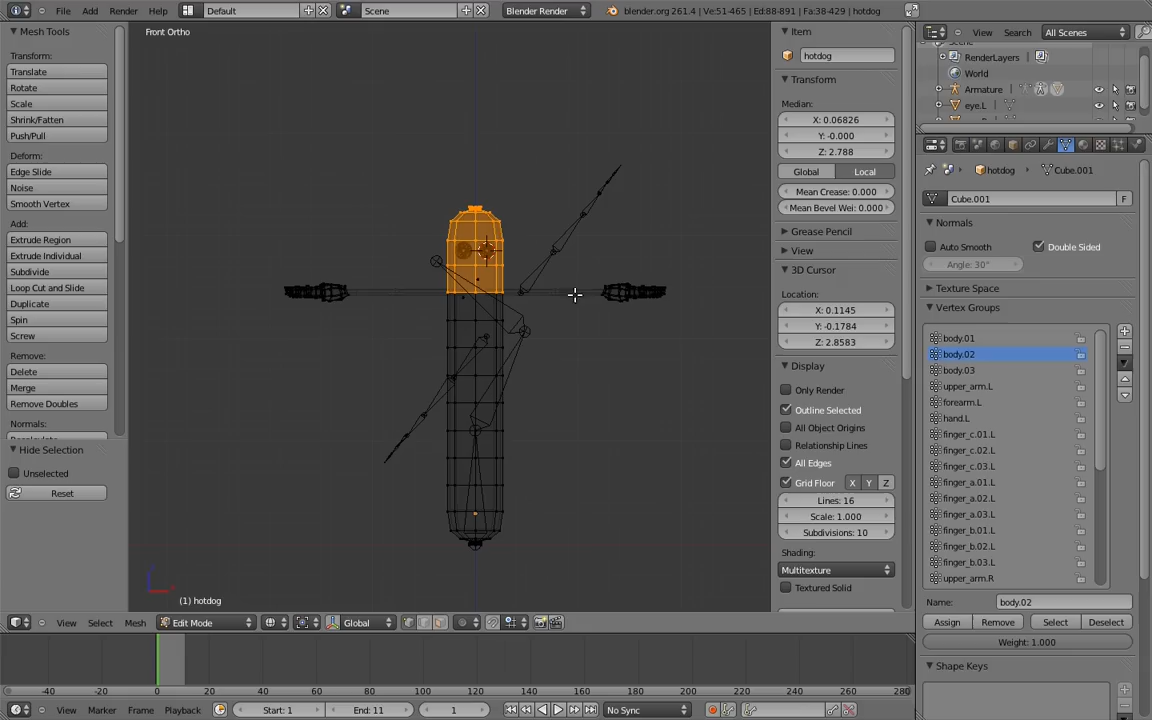 File Add Render Help Default Scene Blender Render blender.org 261.4 | Ve:51-465 | Ed:88-891 | Fa:38-429 | hotdog
Mesh Tools
Transform:
Translate
Rotate
Scale
Shrink/Fatten
Push/Pull
Deform:
Edge Slide
Noise
Smooth Vertex
Add:
Extrude Region
Extrude Individual
Subdivide
Loop Cut and Slide
Duplicate
Spin
Screw
Remove:
Delete
Merge
Remove Doubles
Normals:
Hide Selection
Unselected
Reset
Front Ortho
(1) hotdog
View Select Mesh Edit Mode Global
Item
hotdog
Transform
Median:
X: 0.06826
Y: -0.000
Z: 2.788
Global Local
Mean Crease: 0.000
Mean Bevel Wei: 0.000
Grease Pencil
View
3D Cursor
Location:
X: 0.1145
Y: -0.1784
Z: 2.8583
Display
Only Render
Outline Selected
All Object Origins
Relationship Lines
All Edges
Grid Floor X Y Z
Lines: 16
Scale: 1.000
Subdivisions: 10
Shading:
Multitexture
Textured Solid
View Search All Scenes
RenderLayers
World
Armature
eye.L
hotdog Cube.001
Cube.001 F
Normals
Auto Smooth Double Sided
Angle: 30°
Texture Space
Vertex Groups
body.01
body.02
body.03
upper_arm.L
forearm.L
hand.L
finger_c.01.L
finger_c.02.L
finger_c.03.L
finger_a.01.L
finger_a.02.L
finger_a.03.L
finger_b.01.L
finger_b.02.L
finger_b.03.L
upper_arm.R
Name: body.02
Assign Remove Select Deselect
Weight: 1.000
Shape Keys
-40 -20 0 20 40 60 80 100 120 140 160 180 200 220 240 260 280
View Marker Frame Playback Start: 1 End: 11 1 No Sync